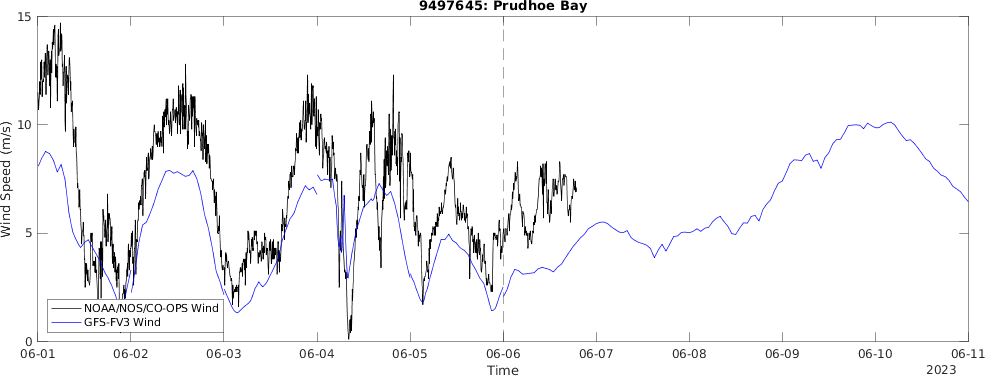 9497645: Prudhoe Bay
Wind Speed (m/s)
15
10
5
0
NOAA/NOS/CO-OPS Wind
GFS-FV3 Wind
06-01 06-02 06-03 06-04 06-05 06-06 06-07 06-08 06-09 06-10 06-11
Time
2023